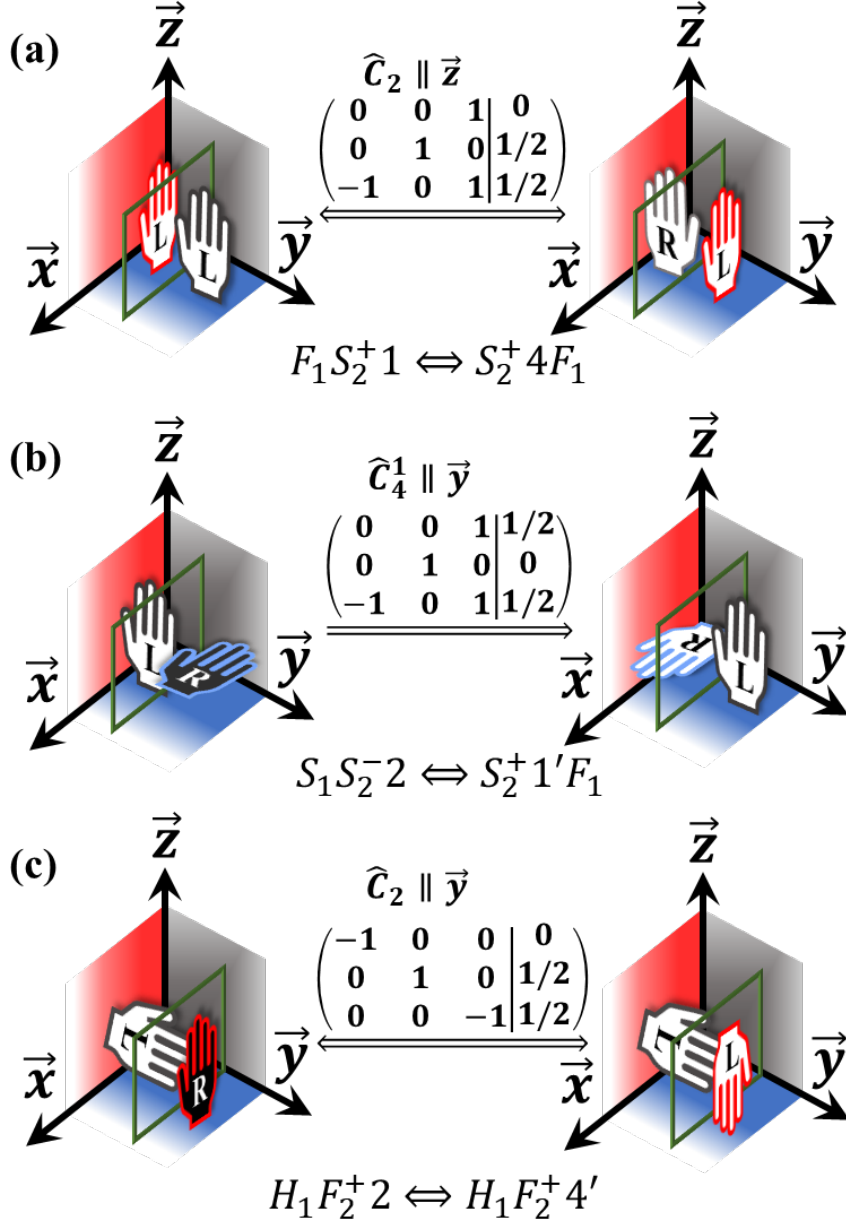 (a)
z⃗
Ĉ₂ ∥ z⃗
z⃗
0 0 1 | 0
0 1 0 | 1/2
−1 0 1 | 1/2
L
L
R
L
x⃗
y⃗
x⃗
y⃗
F₁S₂⁺1 ⇔ S₂⁺4F₁
(b)
z⃗
Ĉ₄¹ ∥ y⃗
z⃗
0 0 1 | 1/2
0 1 0 | 0
−1 0 1 | 1/2
L
R
R
L
x⃗
y⃗
x⃗
y⃗
S₁S₂⁻2 ⇔ S₂⁺1′F₁
(c)
z⃗
Ĉ₂ ∥ y⃗
z⃗
−1 0 0 | 0
0 1 0 | 1/2
0 0 −1 | 1/2
L
R
L
L
x⃗
y⃗
x⃗
y⃗
H₁F₂⁺2 ⇔ H₁F₂⁺4′